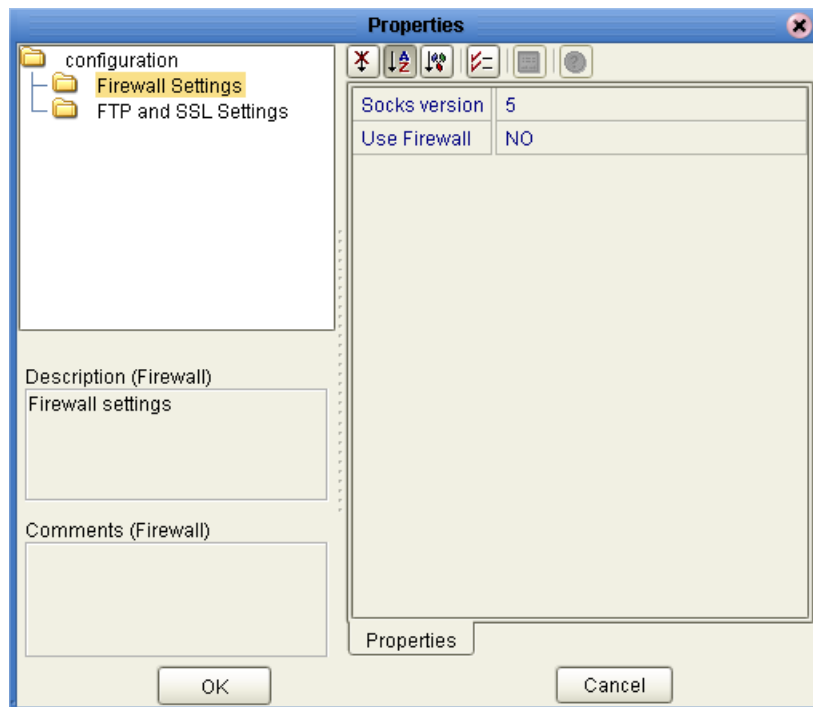 Properties
configuration
Firewall Settings
FTP and SSL Settings
Socks version 5
Use Firewall NO
Description (Firewall)
Firewall settings
Comments (Firewall)
Properties
OK
Cancel